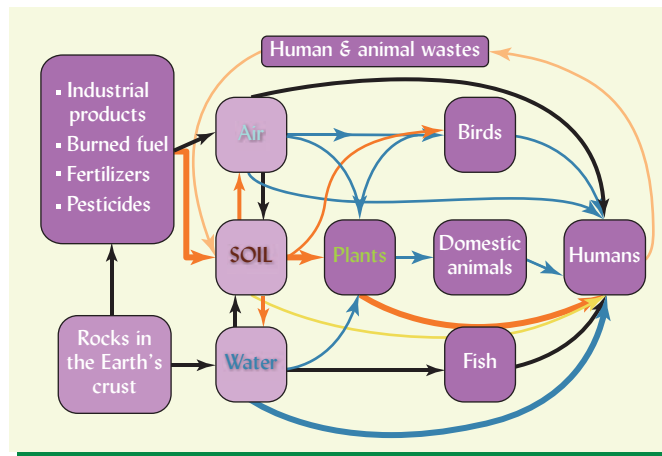 Human & animal wastes
▪ Industrial
products
▪ Burned fuel
▪ Fertilizers
▪ Pesticides
Air
Birds
SOIL
Plants
Domestic
animals
Humans
Rocks in
the Earth's
crust
Water
Fish